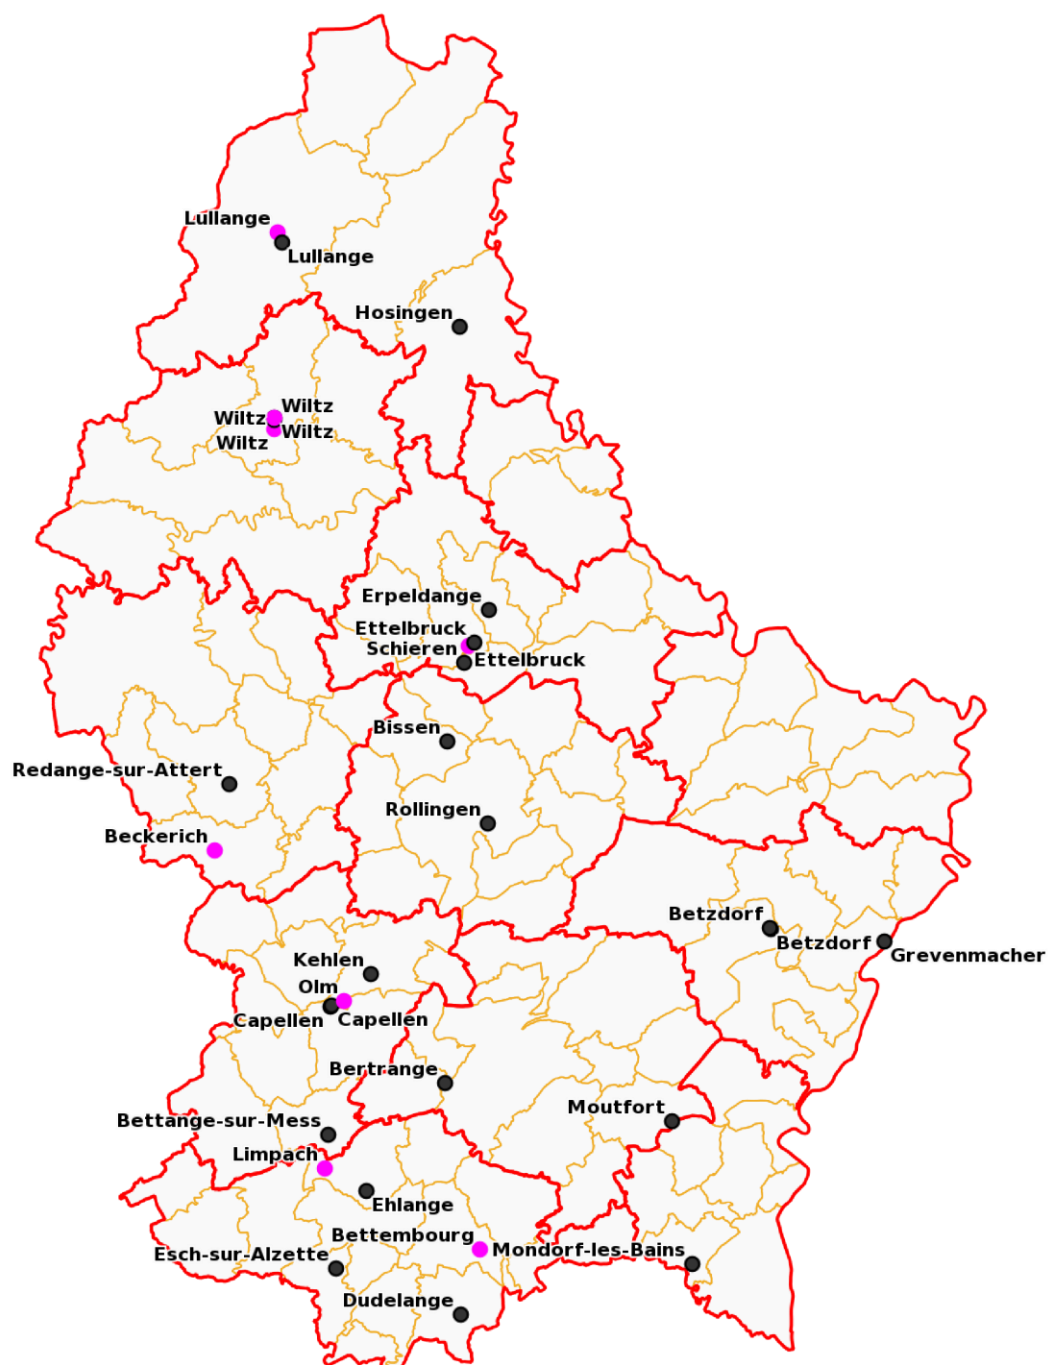 Lullange
Lullange
Hosingen
Wiltz
Wiltz
Wiltz
Wiltz
Erpeldange
Ettelbruck
Schieren
Ettelbruck
Bissen
Redange-sur-Attert
Rollingen
Beckerich
Betzdorf
Betzdorf
Grevenmacher
Kehlen
Olm
Capellen
Capellen
Bertrange
Moutfort
Bettange-sur-Mess
Limpach
Ehlange
Bettembourg
Mondorf-les-Bains
Esch-sur-Alzette
Dudelange